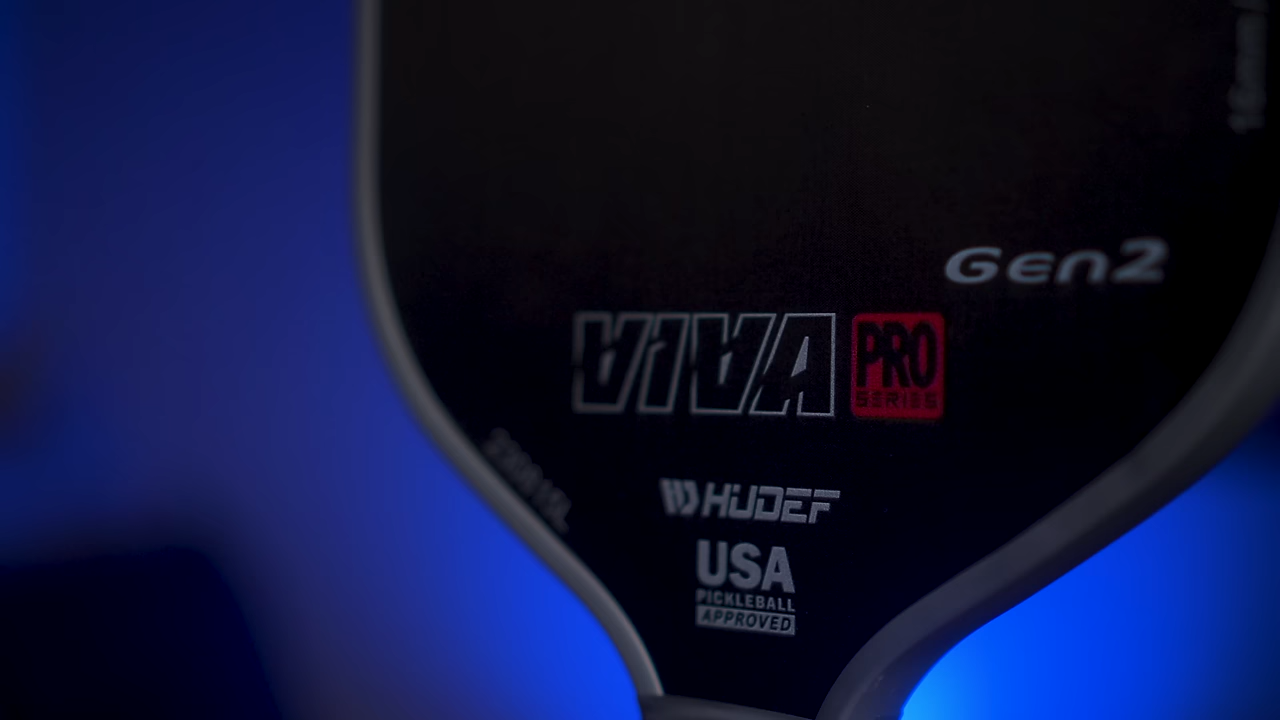 Gen2
VIVA PRO
SERIES
HUDEF
USA
PICKLEBALL
APPROVED